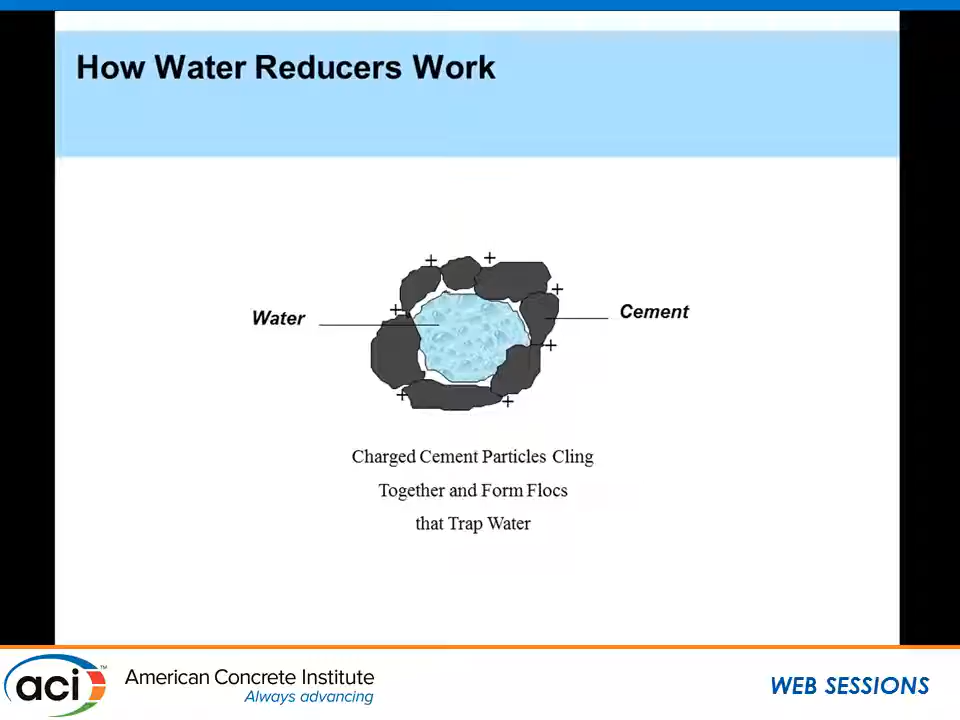 How Water Reducers Work
+ +
+
+
Water
Cement
+
+
+
Charged Cement Particles Cling
Together and Form Flocs
that Trap Water
aci™
American Concrete Institute
Always advancing
WEB SESSIONS